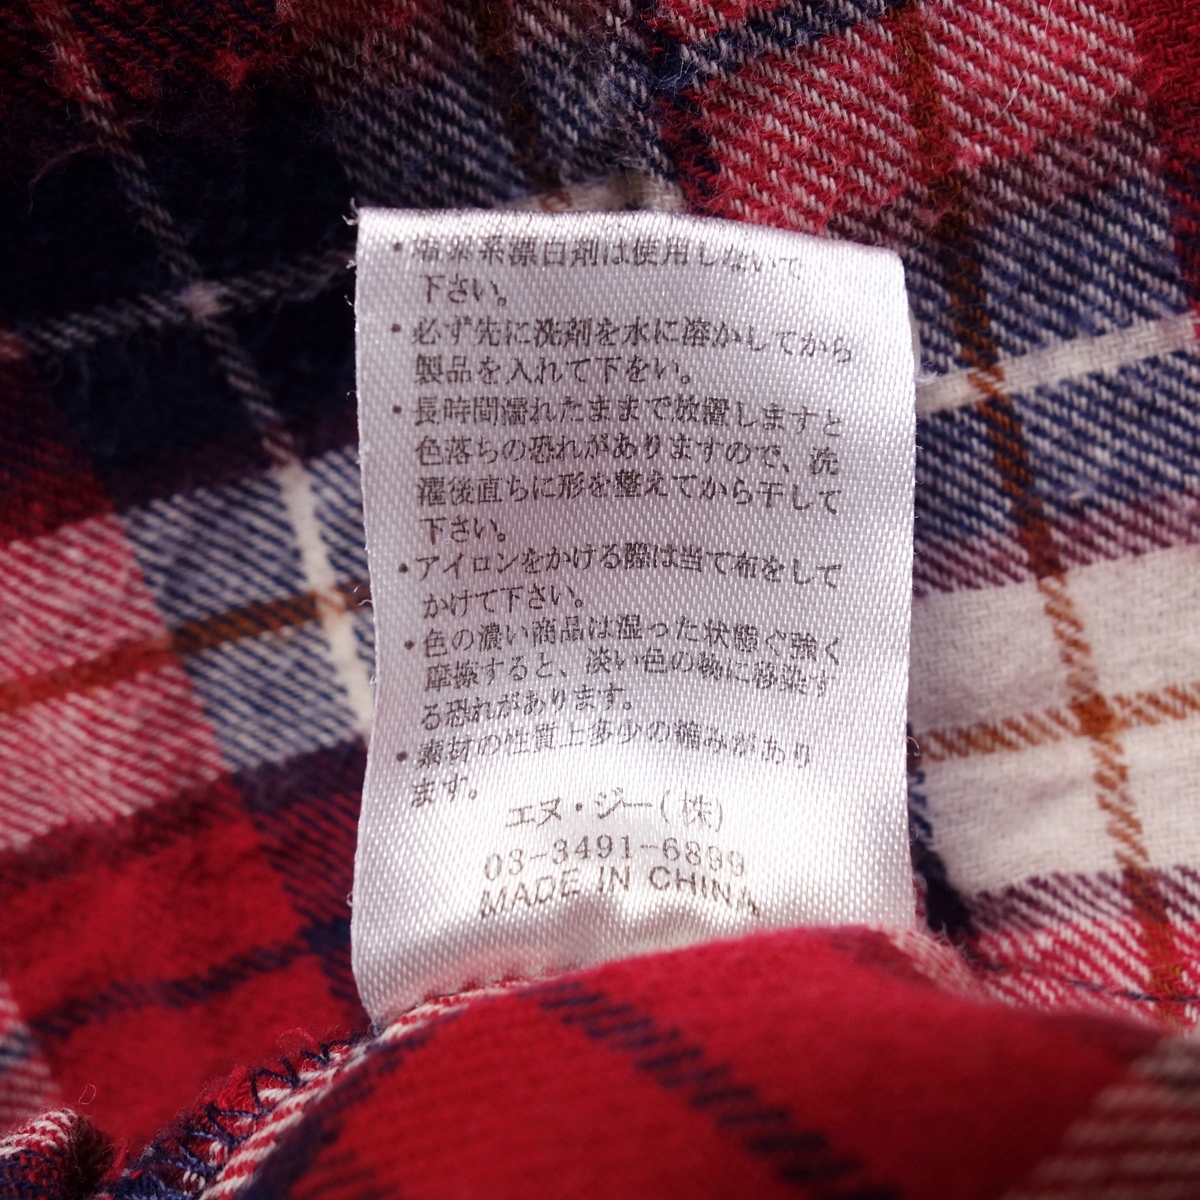 ・塩素系漂白剤は使用しないで
下さい。
・必ず先に洗剤を水に溶かしてから
製品を入れて下をい。
・長時間濡れたままで放置しますと
色落ちの恐れがありますので、洗
濯後直ちに形を整えてから干して
下さい。
・アイロンをかける際は当て布をして
かけて下さい。
・色の濃い商品は湿った状態で強く
摩擦すると、淡い色の物に移染す
る恐れがあります。
・素材の性質上多少の縮みがあり
ます。
エヌ・ジー(株)
03-3491-6899
MADE IN CHINA